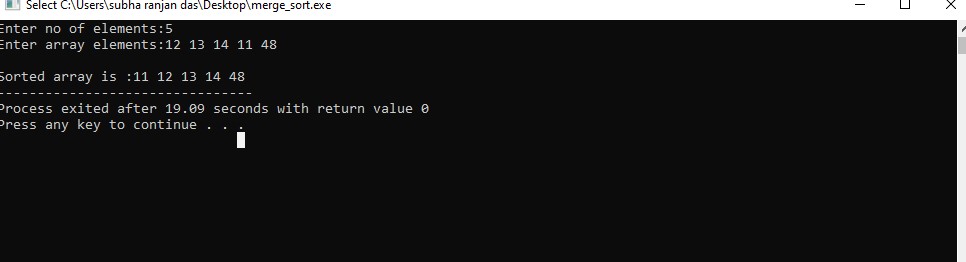 Select C:\Users\subha ranjan das\Desktop\merge_sort.exe
Enter no of elements:5
Enter array elements:12 13 14 11 48
Sorted array is :11 12 13 14 48
--------------------------------
Process exited after 19.09 seconds with return value 0
Press any key to continue . . .